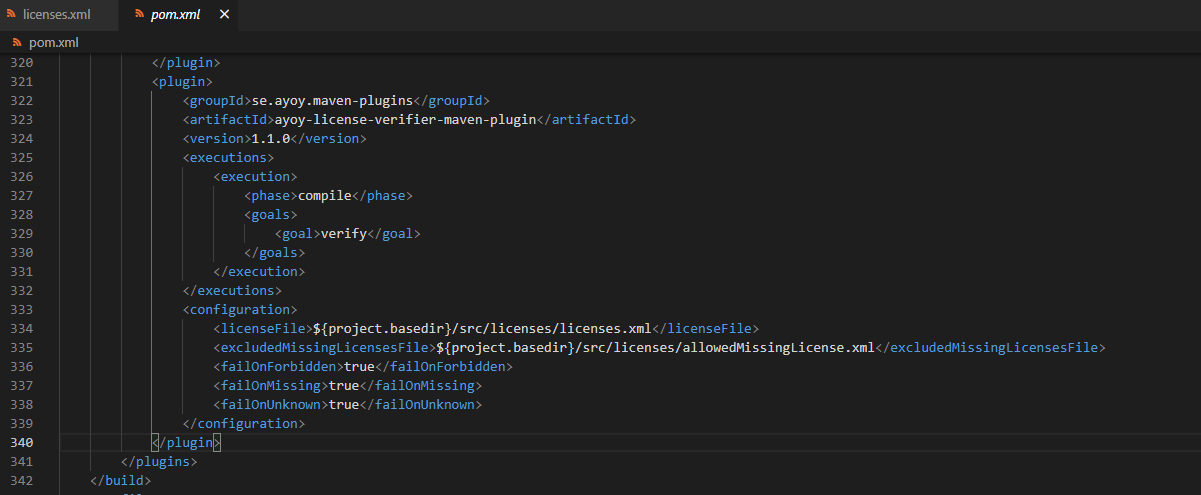 licenses.xml pom.xml ×
pom.xml
320 </plugin>
321 <plugin>
322 <groupId>se.ayoy.maven-plugins</groupId>
323 <artifactId>ayoy-license-verifier-maven-plugin</artifactId>
324 <version>1.1.0</version>
325 <executions>
326 <execution>
327 <phase>compile</phase>
328 <goals>
329 <goal>verify</goal>
330 </goals>
331 </execution>
332 </executions>
333 <configuration>
334 <licenseFile>${project.basedir}/src/licenses/licenses.xml</licenseFile>
335 <excludedMissingLicensesFile>${project.basedir}/src/licenses/allowedMissingLicense.xml</excludedMissingLicensesFile>
336 <failOnForbidden>true</failOnForbidden>
337 <failOnMissing>true</failOnMissing>
338 <failOnUnknown>true</failOnUnknown>
339 </configuration>
340 </plugin>
341 </plugins>
342 </build>